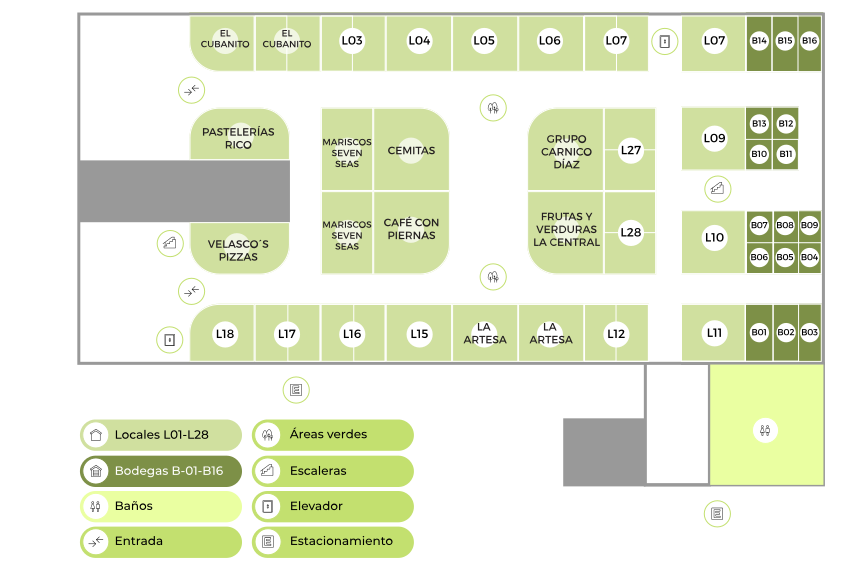 EL
CUBANITO
EL
CUBANITO
L03
L04
L05
L06
L07
L07
B14
B15
B16
PASTELERÍAS
RICO
MARISCOS
SEVEN
SEAS
CEMITAS
GRUPO
CARNICO
DÍAZ
L27
L09
B13
B12
B10
B11
VELASCO´S
PIZZAS
MARISCOS
SEVEN
SEAS
CAFÉ CON
PIERNAS
FRUTAS Y
VERDURAS
LA CENTRAL
L28
L10
B07
B08
B09
B06
B05
B04
L18
L17
L16
L15
LA
ARTESA
LA
ARTESA
L12
L11
B01
B02
B03
Locales L01-L28
Bodegas B-01-B16
Baños
Entrada
Áreas verdes
Escaleras
Elevador
Estacionamiento